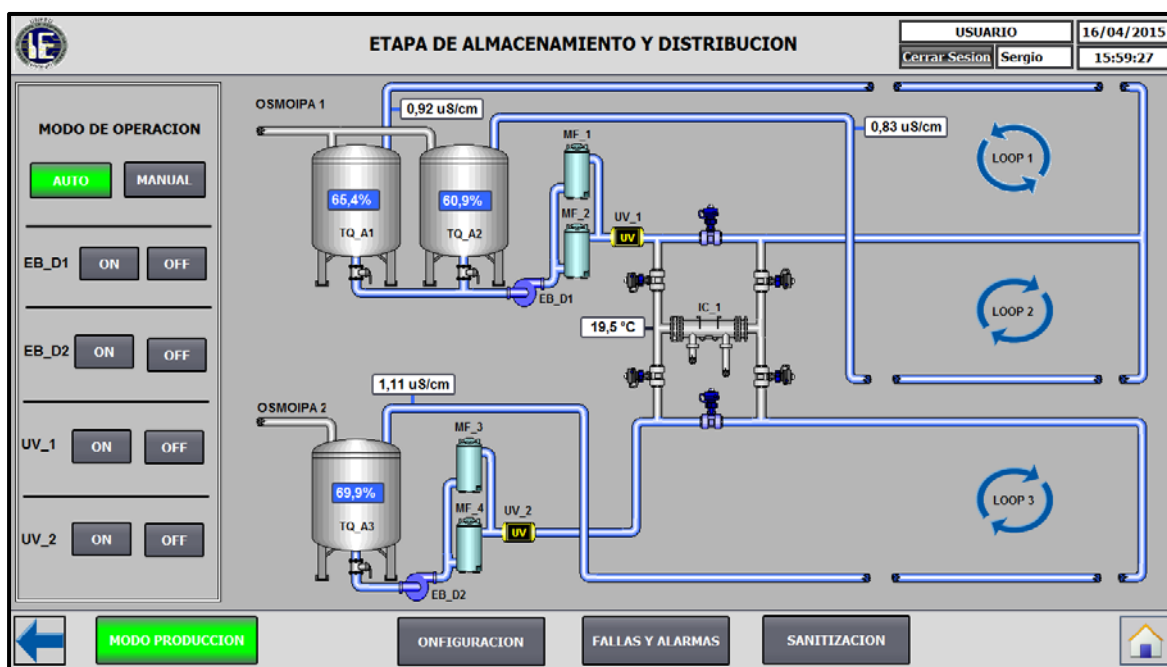 ETAPA DE ALMACENAMIENTO Y DISTRIBUCION
USUARIO
16/04/2015
Cerrar Sesion
Sergio
15:59:27
MODO DE OPERACION
AUTO
MANUAL
EB_D1
ON
OFF
EB_D2
ON
OFF
UV_1
ON
OFF
UV_2
ON
OFF
OSMOIPA 1
0,92 uS/cm
0,83 uS/cm
MF_1
LOOP 1
65,4%
60,9%
MF_2
UV_1
TQ_A1
TQ_A2
UV
EB_D1
IC_1
LOOP 2
19,5 °C
1,11 uS/cm
OSMOIPA 2
MF_3
69,9%
LOOP 3
MF_4
UV_2
TQ_A3
UV
EB_D2
MODO PRODUCCION
ONFIGURACION
FALLAS Y ALARMAS
SANITIZACION